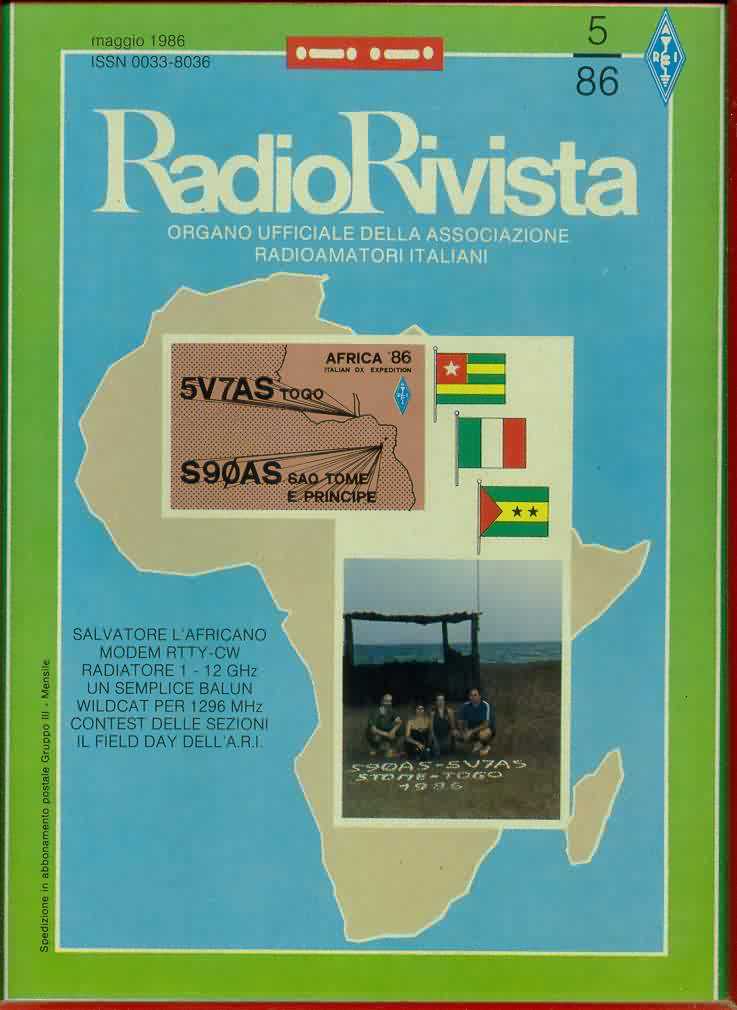 maggio 1986
ISSN 0033-8036
5
86
A
R I
RadioRivista
ORGANO UFFICIALE DELLA ASSOCIAZIONE
RADIOAMATORI ITALIANI
AFRICA '86
ITALIAN DX EXPEDITION
5V7AS TOGO
S9ØAS SAO TOME
E. PRINCIPE
SALVATORE L'AFRICANO
MODEM RTTY-CW
RADIATORE 1 - 12 GHz
UN SEMPLICE BALUN
WILDCAT PER 1296 MHz
CONTEST DELLE SEZIONI
IL FIELD DAY DELL'A.R.I.
S9ØAS-5V7AS
STOME-TOGO
1986
Spedizione in abbonamento postale Gruppo III - Mensile